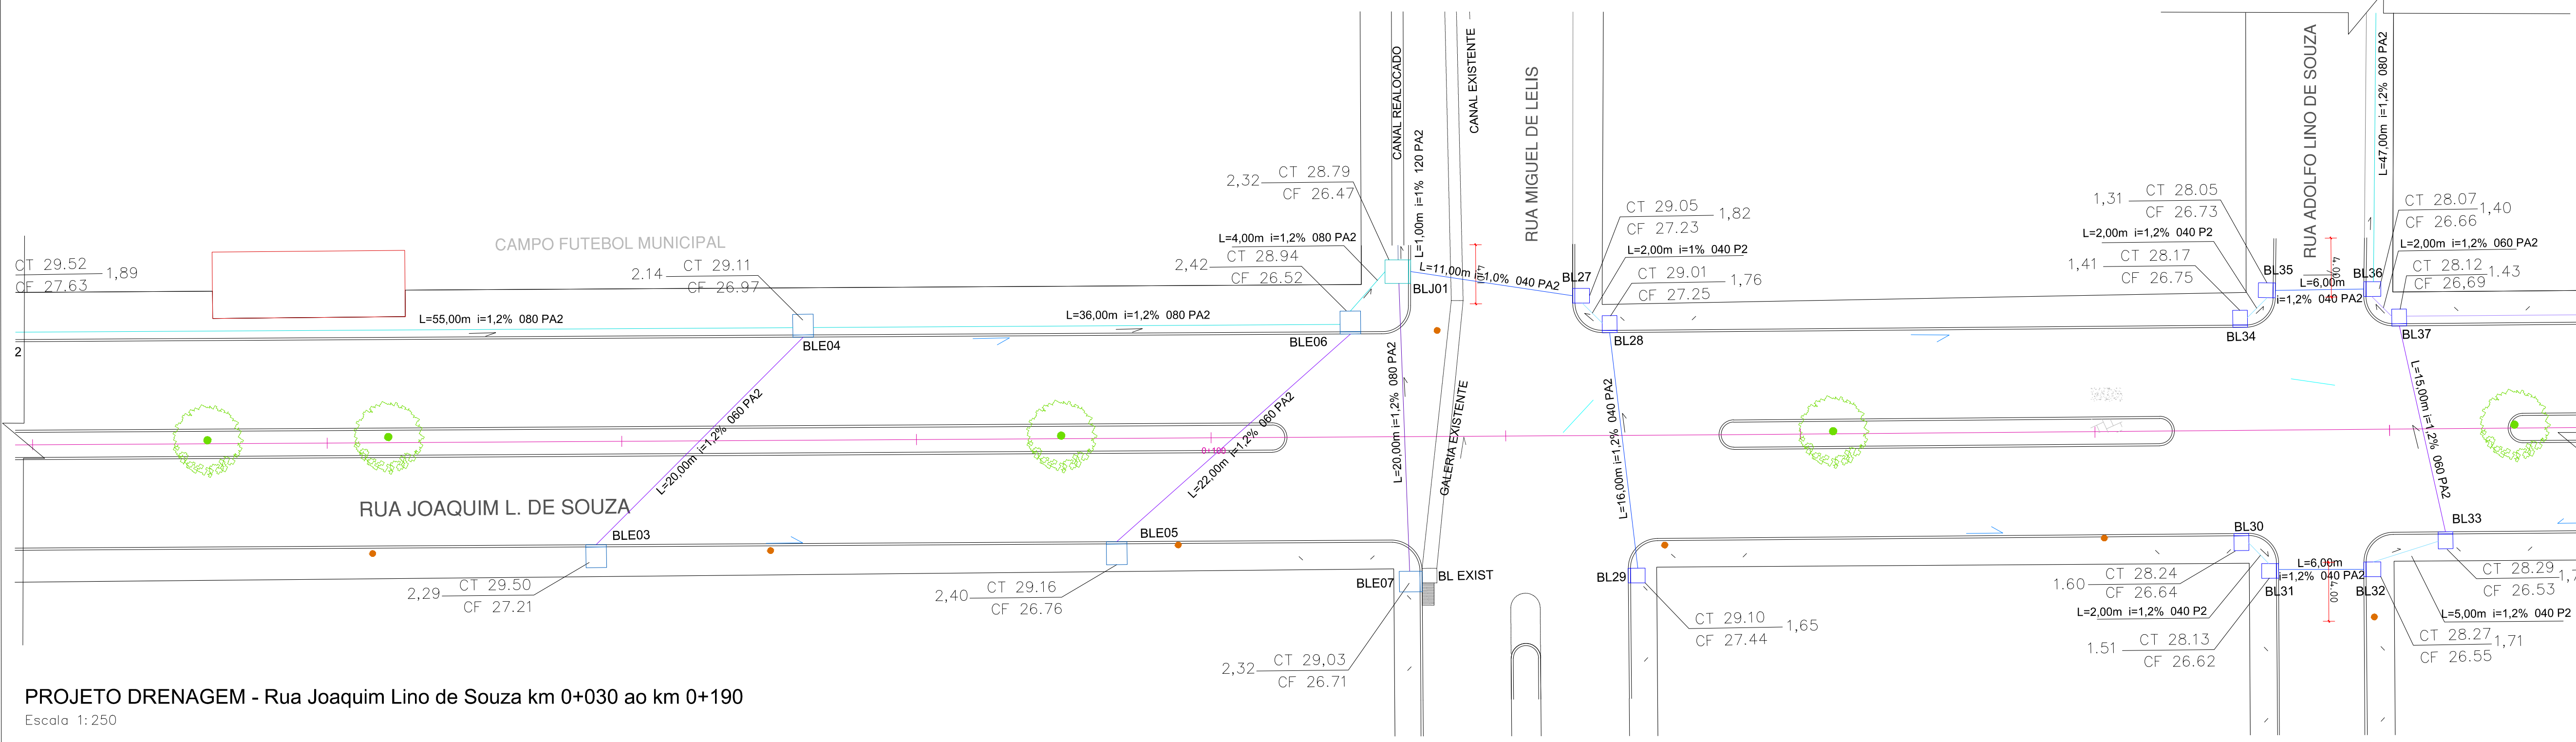 CANAL REALOCADO
L=1,00m i=1% 120 PA2
CANAL EXISTENTE
RUA MIGUEL DE LELIS
RUA ADOLFO LINO DE SOUZA
L=47,00m i=1,2% 080 PA2
CT 29.52
1,89
CF 27.63
CAMPO FUTEBOL MUNICIPAL
2.14
CT 29.11
CF 26.97
2,32
CT 28.79
CF 26.47
L=4,00m i=1,2% 080 PA2
2,42
CT 28.94
CF 26.52
BLJ01
L=11,00m i=1,0% 040 PA2
4,01
BL27
CT 29.05
1,82
CF 27.23
L=2,00m i=1% 040 P2
CT 29.01
1,76
CF 27.25
1,31
CT 28.05
CF 26.73
L=2,00m i=1,2% 040 P2
1,41
CT 28.17
CF 26.75
BL35
BL36
L=6,00m
i=1,2% 040 PA2
4,00
CT 28.07
1,40
CF 26.66
L=2,00m i=1,2% 060 PA2
CT 28.12
1.43
CF 26,69
L=55,00m i=1,2% 080 PA2
L=36,00m i=1,2% 080 PA2
2
BLE04
BLE06
BL28
BL34
BL37
L=20,00m i=1,2% 060 PA2
L=22,00m i=1,2% 060 PA2
L=20,00m i=1,2% 080 PA2
GALERIA EXISTENTE
L=16,00m i=1,2% 040 PA2
L=15,00m i=1,2% 060 PA2
0+100
RUA JOAQUIM L. DE SOUZA
BLE03
BLE05
BLE07
BL EXIST
BL29
BL30
BL31
BL32
BL33
L=6,00m
i=1,2% 040 PA2
4,00
2,29
CT 29.50
CF 27.21
2,40
CT 29.16
CF 26.76
2,32
CT 29,03
CF 26.71
CT 29.10
1,65
CF 27.44
1.60
CT 28.24
CF 26.64
L=2,00m i=1,2% 040 P2
1.51
CT 28.13
CF 26.62
CT 28.29
CF 26.53
L=5,00m i=1,2% 040 P2
CT 28.27
1,71
CF 26.55
PROJETO DRENAGEM - Rua Joaquim Lino de Souza km 0+030 ao km 0+190
Escala 1:250